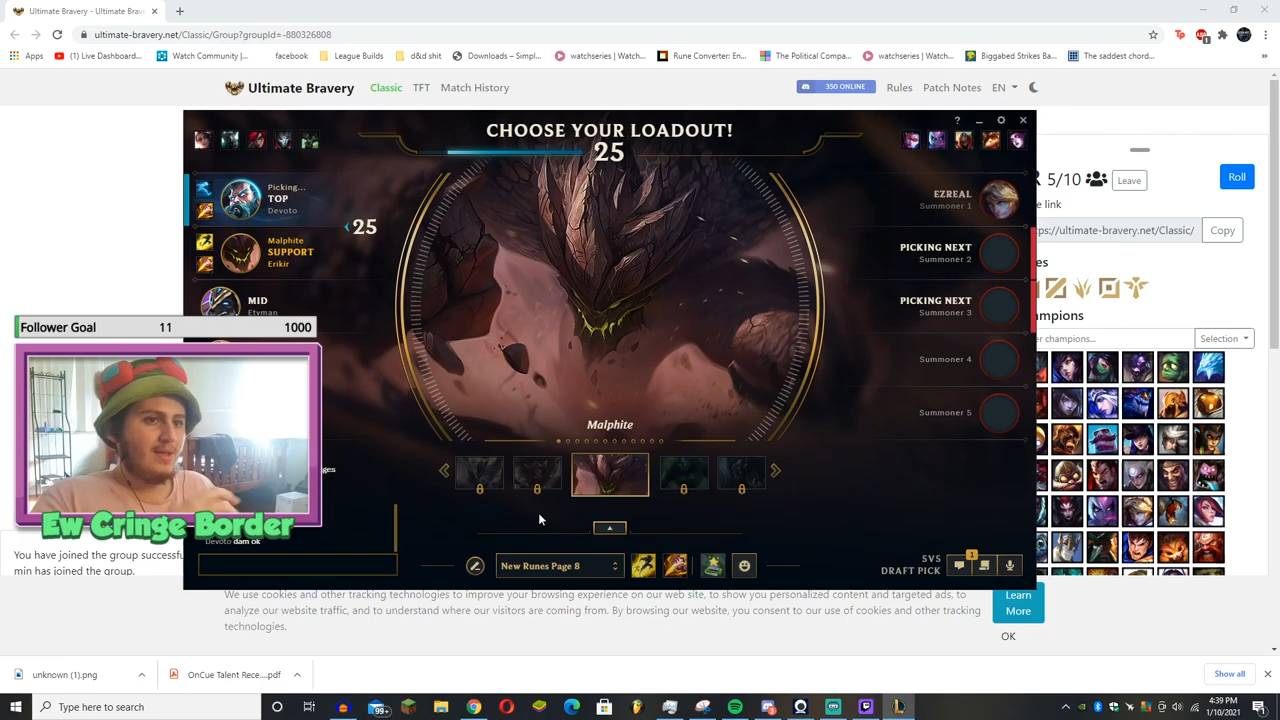 Ultimate Bravery - Ultimate Brav
ultimate-bravery.net/Classic/Group?groupId=-880326808
Apps
(1) Live Dashboard...
Watch Community |...
facebook
League Builds
d&d shit
Downloads – Simpl...
watchseries | Watch...
Rune Converter: En...
The Political Compa...
watchseries | Watch...
Biggabed Strikes Ba...
The saddest chord...
Ultimate Bravery
Classic
TFT
Match History
350 ONLINE
Rules
Patch Notes
EN
CHOOSE YOUR LOADOUT!
25
Picking...
TOP
Devoto
25
Malphite
SUPPORT
Erikir
MID
Etyman
EZREAL
Summoner 1
PICKING NEXT
Summoner 2
PICKING NEXT
Summoner 3
Summoner 4
Summoner 5
R 5/10
Leave
Roll
e link
ps://ultimate-bravery.net/Classic/
Copy
es
ampions
er champions...
Selection
Follower Goal 11 1000
Ew Cringe Border
Malphite
ges
Devoto dam ok
New Runes Page 8
5V5
DRAFT PICK
1
You have joined the group successfu
min has joined the group.
We use cookies and other tracking technologies to improve your browsing experience on our web site, to show you personalized content and targeted ads, to
analyze our website traffic, and to understand where our visitors are coming from. By browsing our website, you consent to our use of cookies and other tracking
technologies.
Learn
More
OK
unknown (1).png
OnCue Talent Rece....pdf
Show all
Type here to search
99+
4:39 PM
1/10/2021